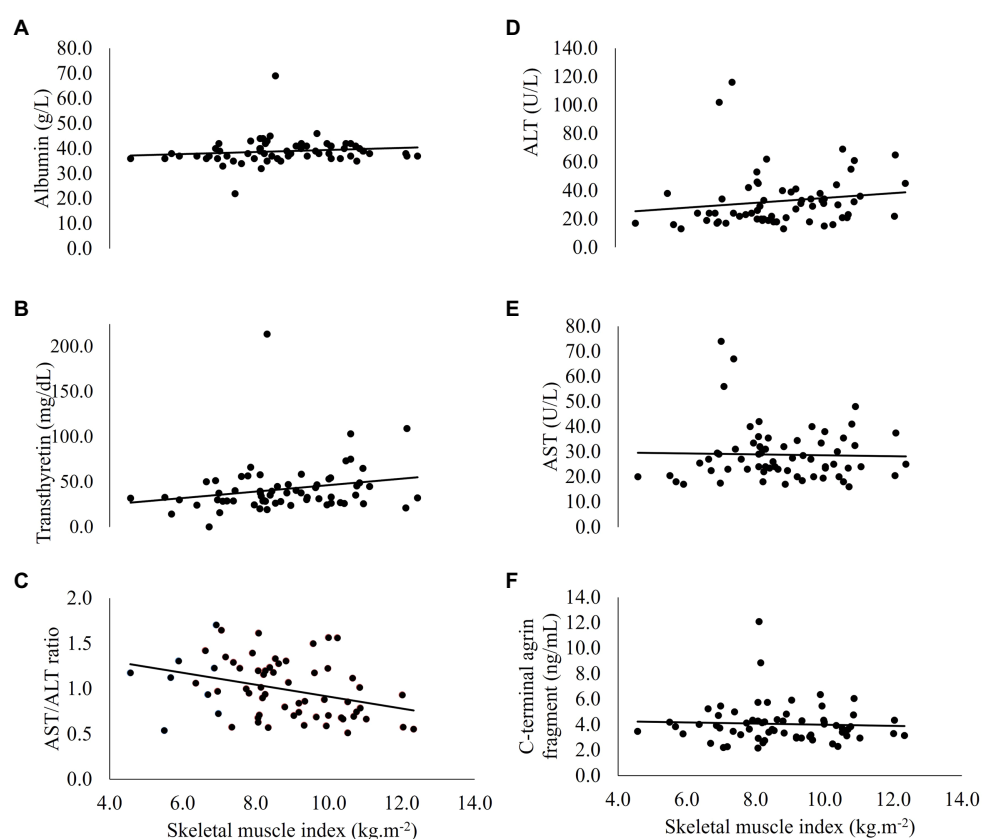 A
Albumin (g/L)
80.0
70.0
60.0
50.0
40.0
30.0
20.0
10.0
0.0
B
Transthyretin (mg/dL)
200.0
150.0
100.0
50.0
0.0
C
AST/ALT ratio
2.0
1.5
1.0
0.5
0.0
4.0 6.0 8.0 10.0 12.0 14.0
Skeletal muscle index (kg.m-2)
D
ALT (U/L)
140.0
120.0
100.0
80.0
60.0
40.0
20.0
0.0
E
AST (U/L)
80.0
70.0
60.0
50.0
40.0
30.0
20.0
10.0
0.0
F
C-terminal agrin
fragment (ng/mL)
14.0
12.0
10.0
8.0
6.0
4.0
2.0
0.0
4.0 6.0 8.0 10.0 12.0 14.0
Skeletal muscle index (kg.m-2)